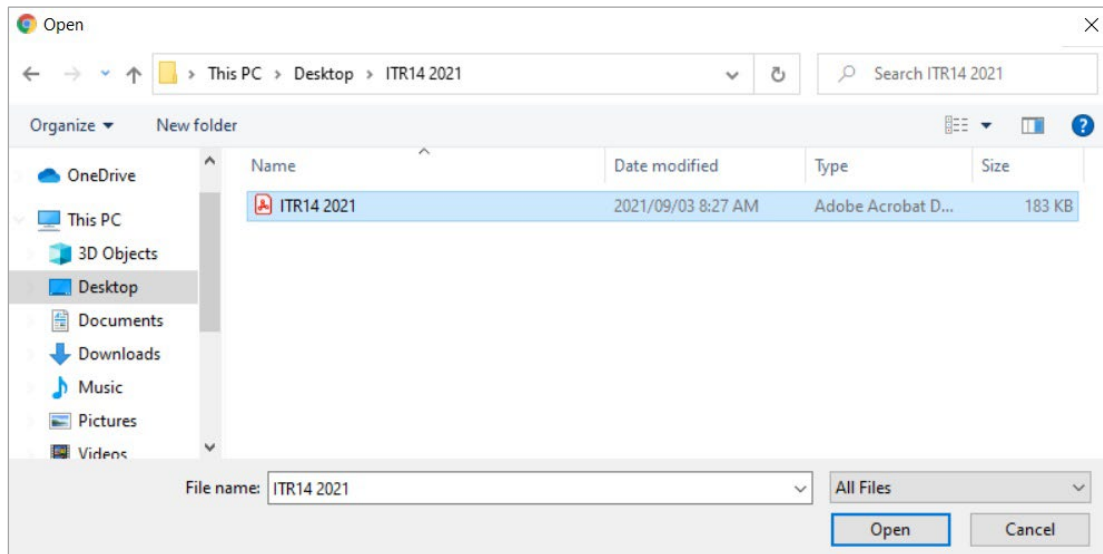 Open
This PC > Desktop > ITR14 2021
Search ITR14 2021
Organize
New folder
Name
Date modified
Type
Size
OneDrive
This PC
3D Objects
Desktop
Documents
Downloads
Music
Pictures
Videos
ITR14 2021 2021/09/03 8:27 AM Adobe Acrobat D... 183 KB
File name: ITR14 2021
All Files
Open
Cancel